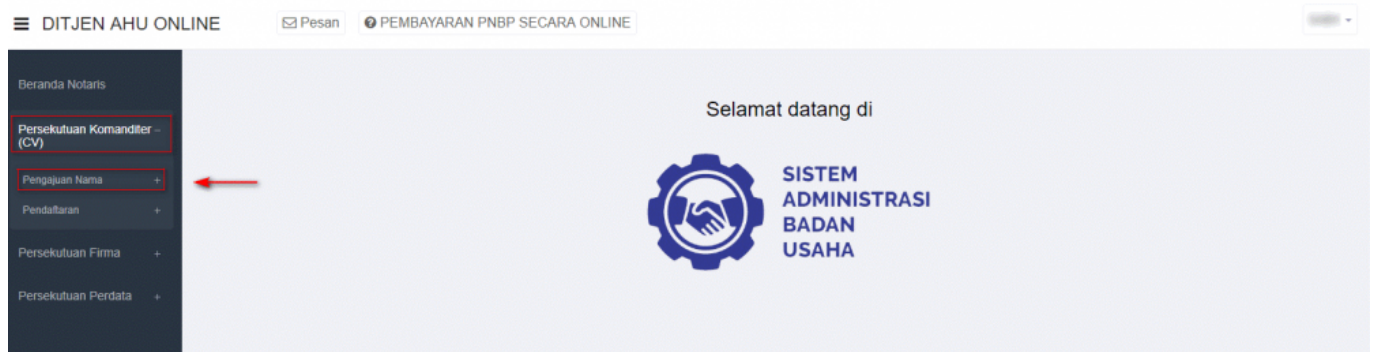 DITJEN AHU ONLINE
Pesan
PEMBAYARAN PNBP SECARA ONLINE
Beranda Notaris
Persekutuan Komanditer –
(CV)
Pengajuan Nama +
Pendaftaran +
Persekutuan Firma +
Persekutuan Perdata +
Selamat datang di
SISTEM
ADMINISTRASI
BADAN
USAHA